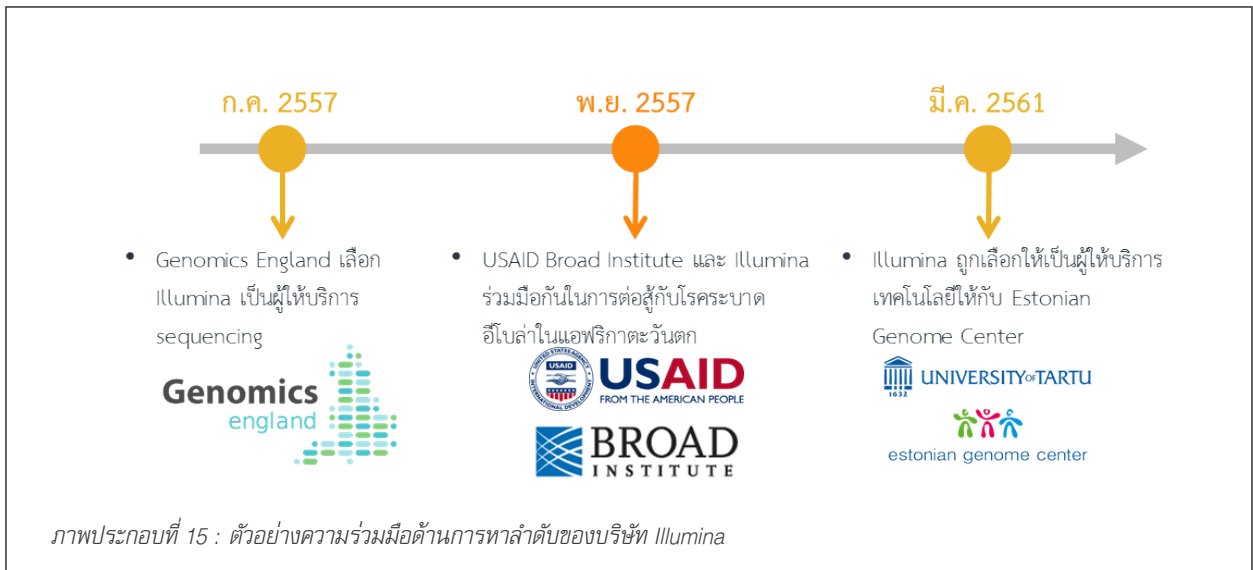 ก.ค. 2557
พ.ย. 2557
มี.ค. 2561
• Genomics England เลือก
Illumina เป็นผู้ให้บริการ
sequencing
Genomics
england
• USAID Broad Institute และ Illumina
ร่วมมือกันในการต่อสู้กับโรคระบาด
อีโบล่าในแอฟริกาตะวันตก
UNITED STATES AGENCY
USAID
INTERNATIONAL DEVELOPMENT
USAID
FROM THE AMERICAN PEOPLE
BROAD
INSTITUTE
• Illumina ถูกเลือกให้เป็นผู้ให้บริการ
เทคโนโลยีให้กับ Estonian
Genome Center
1632
UNIVERSITY OF TARTU
estonian genome center
ภาพประกอบที่ 15 : ตัวอย่างความร่วมมือด้านการหาลำดับของบริษัท Illumina